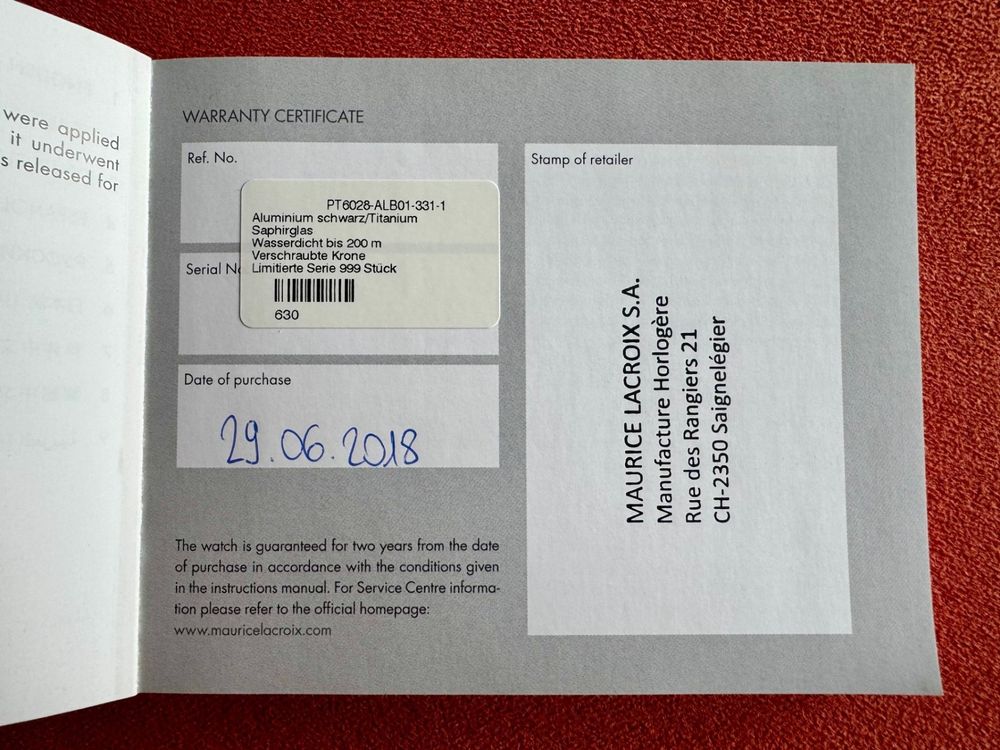 were applied
it underwent
s released for
WARRANTY CERTIFICATE
Ref. No.
PT6028-ALB01-331-1
Aluminium schwarz/Titanium
Saphirglas
Wasserdicht bis 200 m
Verschraubte Krone
Limitierte Serie 999 Stück
630
Serial No
Date of purchase
29.06.2018
The watch is guaranteed for two years from the date
of purchase in accordance with the conditions given
in the instructions manual. For Service Centre informa-
tion please refer to the official homepage:
www.mauricelacroix.com
Stamp of retailer
MAURICE LACROIX S.A.
Manufacture Horlogère
Rue des Rangiers 21
CH-2350 Saignelégier